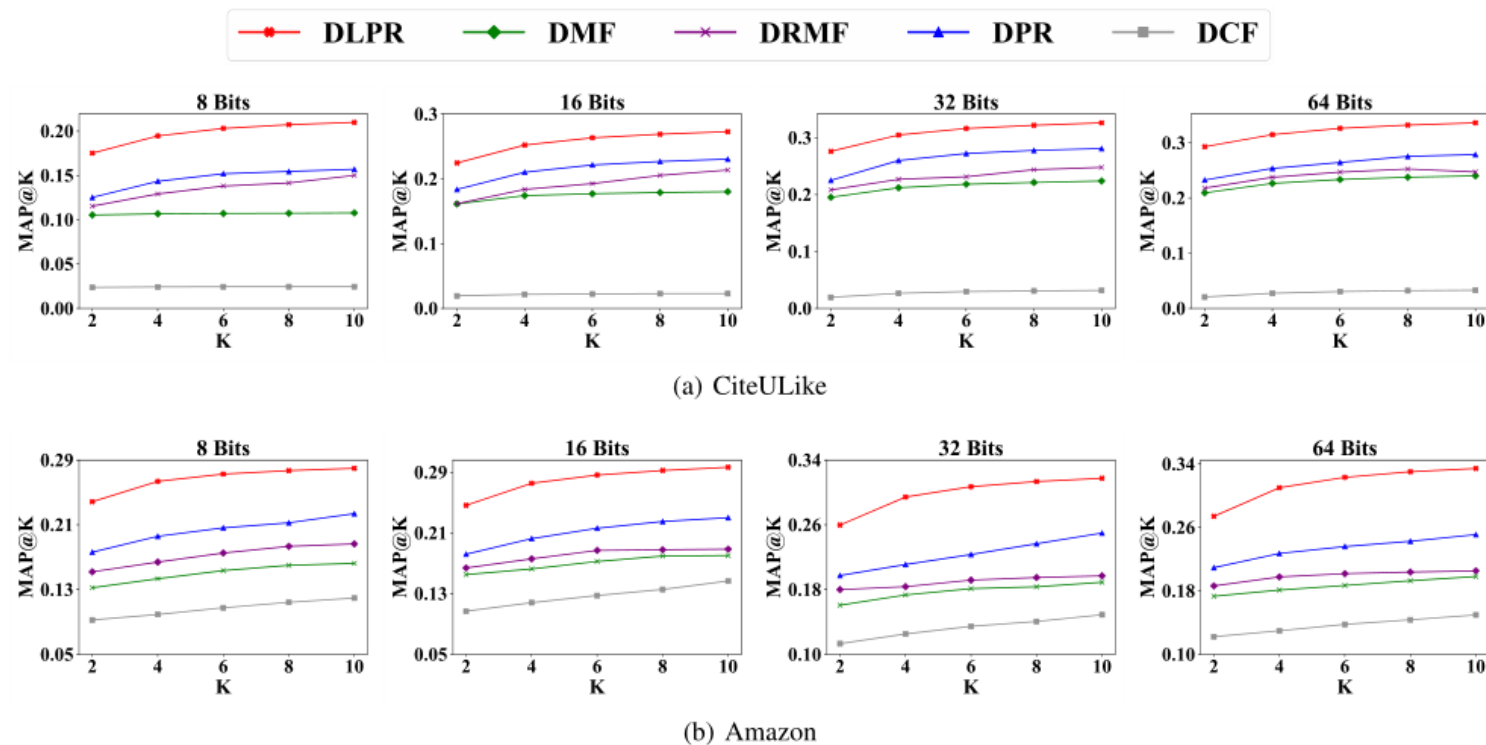 DLPR DMF DRMF DPR DCF
8 Bits 16 Bits 32 Bits 64 Bits
MAP@K
0.20
0.15
0.10
0.05
0.00
2 4 6 8 10
K
MAP@K
0.3
0.2
0.1
0.0
2 4 6 8 10
K
MAP@K
0.3
0.2
0.1
0.0
2 4 6 8 10
K
MAP@K
0.3
0.2
0.1
0.0
2 4 6 8 10
K
(a) CiteULike
8 Bits 16 Bits 32 Bits 64 Bits
MAP@K
0.29
0.21
0.13
0.05
2 4 6 8 10
K
MAP@K
0.29
0.21
0.13
0.05
2 4 6 8 10
K
MAP@K
0.34
0.26
0.18
0.10
2 4 6 8 10
K
MAP@K
0.34
0.26
0.18
0.10
2 4 6 8 10
K
(b) Amazon